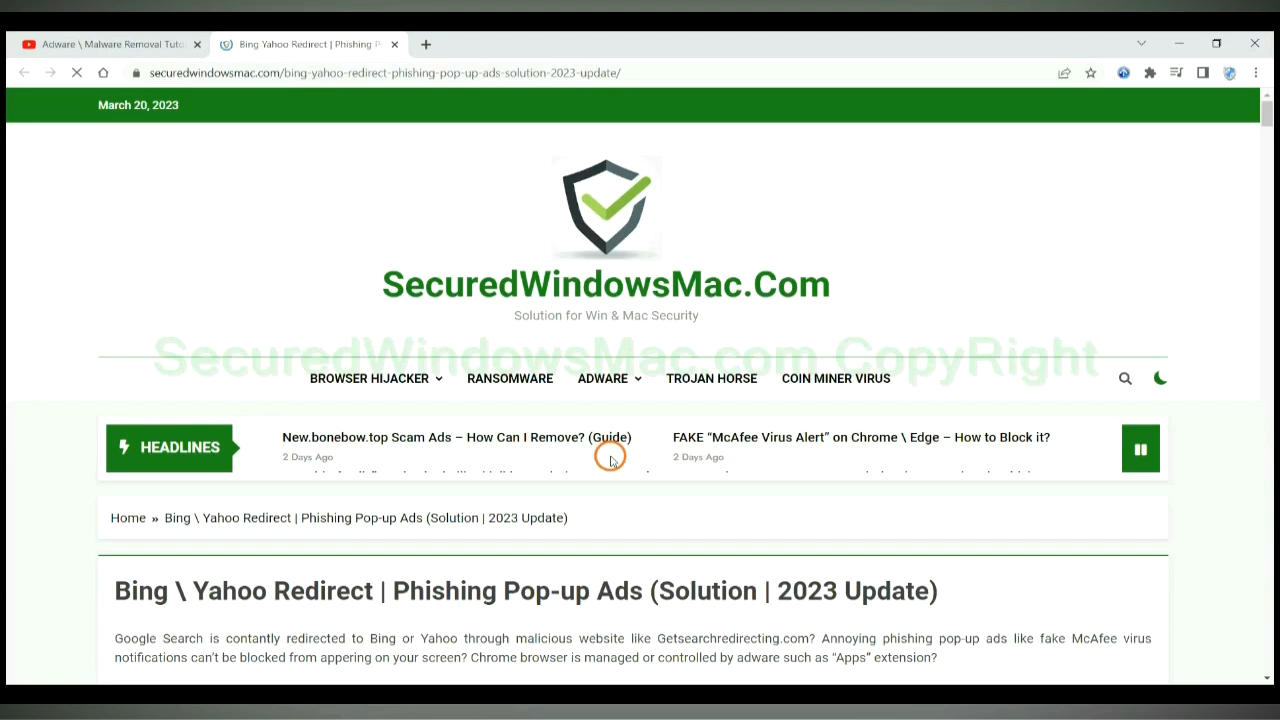 Adware \ Malware Removal Tuto
Bing Yahoo Redirect | Phishing P
securedwindowsmac.com/bing-yahoo-redirect-phishing-pop-up-ads-solution-2023-update/
March 20, 2023
SecuredWindowsMac.Com
Solution for Win & Mac Security
SecuredWindowsMac.com CopyRight
BROWSER HIJACKER RANSOMWARE ADWARE TROJAN HORSE COIN MINER VIRUS
HEADLINES
New.bonebow.top Scam Ads – How Can I Remove? (Guide)
2 Days Ago
FAKE “McAfee Virus Alert” on Chrome \ Edge – How to Block it?
2 Days Ago
Home » Bing \ Yahoo Redirect | Phishing Pop-up Ads (Solution | 2023 Update)
Bing \ Yahoo Redirect | Phishing Pop-up Ads (Solution | 2023 Update)
Google Search is contantly redirected to Bing or Yahoo through malicious website like Getsearchredirecting.com? Annoying phishing pop-up ads like fake McAfee virus
notifications can’t be blocked from appering on your screen? Chrome browser is managed or controlled by adware such as “Apps” extension?